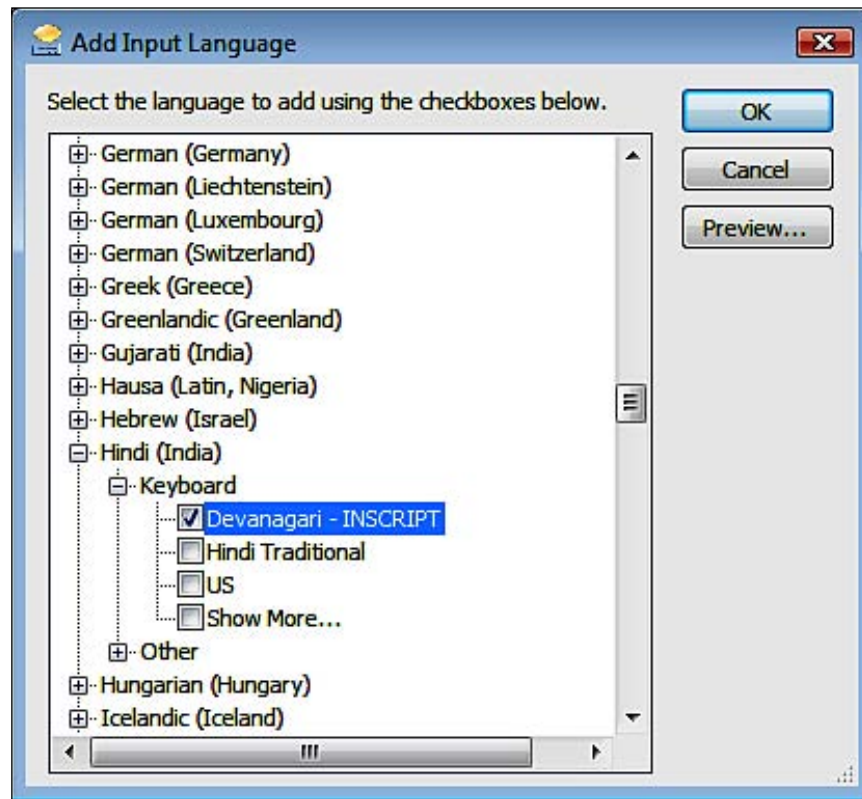 Add Input Language
Select the language to add using the checkboxes below.
German (Germany)
German (Liechtenstein)
German (Luxembourg)
German (Switzerland)
Greek (Greece)
Greenlandic (Greenland)
Gujarati (India)
Hausa (Latin, Nigeria)
Hebrew (Israel)
Hindi (India)
Keyboard
Devanagari - INSCRIPT
Hindi Traditional
US
Show More...
Other
Hungarian (Hungary)
Icelandic (Iceland)
OK
Cancel
Preview...